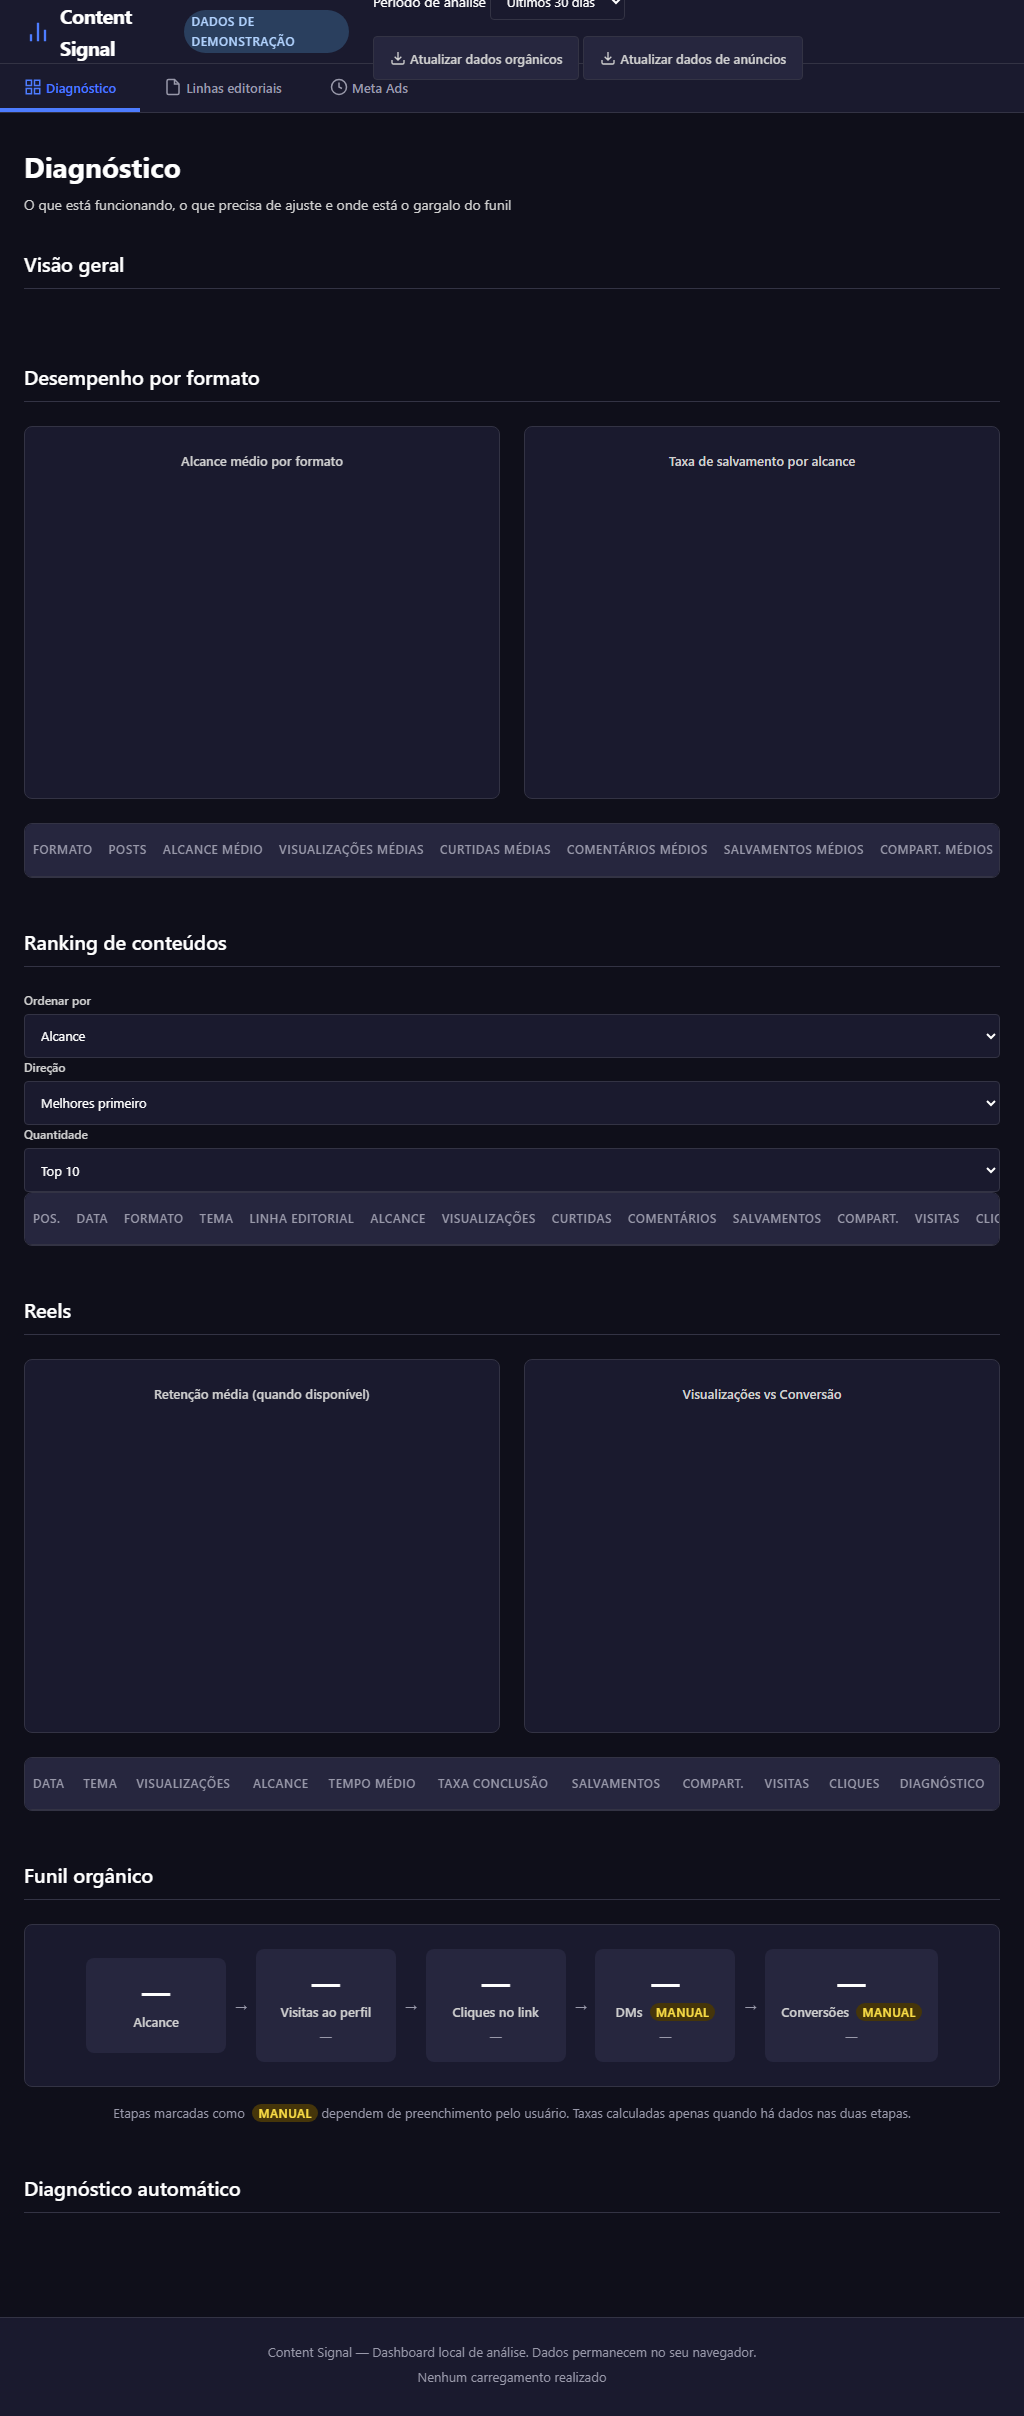 Content
Signal
DADOS DE
DEMONSTRAÇÃO
Período de análise
Últimos 30 dias
Atualizar dados orgânicos
Atualizar dados de anúncios
Diagnóstico
Linhas editoriais
Meta Ads
Diagnóstico
O que está funcionando, o que precisa de ajuste e onde está o gargalo do funil
Visão geral
Desempenho por formato
Alcance médio por formato
Taxa de salvamento por alcance
FORMATO POSTS ALCANCE MÉDIO VISUALIZAÇÕES MÉDIAS CURTIDAS MÉDIAS COMENTÁRIOS MÉDIOS SALVAMENTOS MÉDIOS COMPART. MÉDIOS
Ranking de conteúdos
Ordenar por
Alcance
Direção
Melhores primeiro
Quantidade
Top 10
POS. DATA FORMATO TEMA LINHA EDITORIAL ALCANCE VISUALIZAÇÕES CURTIDAS COMENTÁRIOS SALVAMENTOS COMPART. VISITAS
Reels
Retenção média (quando disponível)
Visualizações vs Conversão
DATA TEMA VISUALIZAÇÕES ALCANCE TEMPO MÉDIO TAXA CONCLUSÃO SALVAMENTOS COMPART. VISITAS CLIQUES DIAGNÓSTICO
Funil orgânico
—
Alcance
→
—
Visitas ao perfil
—
→
—
Cliques no link
—
→
—
DMs MANUAL
—
→
—
Conversões MANUAL
—
Etapas marcadas como MANUAL dependem de preenchimento pelo usuário. Taxas calculadas apenas quando há dados nas duas etapas.
Diagnóstico automático
Content Signal — Dashboard local de análise. Dados permanecem no seu navegador.
Nenhum carregamento realizado